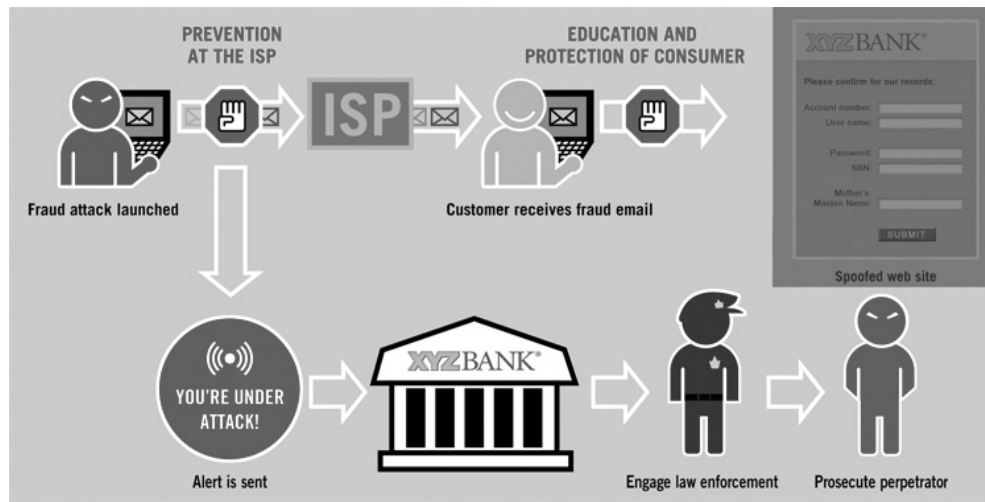 PREVENTION
AT THE ISP
EDUCATION AND
PROTECTION OF CONSUMER
XYZBANK®
Please confirm for our records:
Account number:
User name:
Password:
SSN:
Mother's
Maiden Name:
SUBMIT
Spoofed web site
ISP
Fraud attack launched
Customer receives fraud email
YOU'RE UNDER
ATTACK!
Alert is sent
XYZBANK®
Engage law enforcement
Prosecute perpetrator